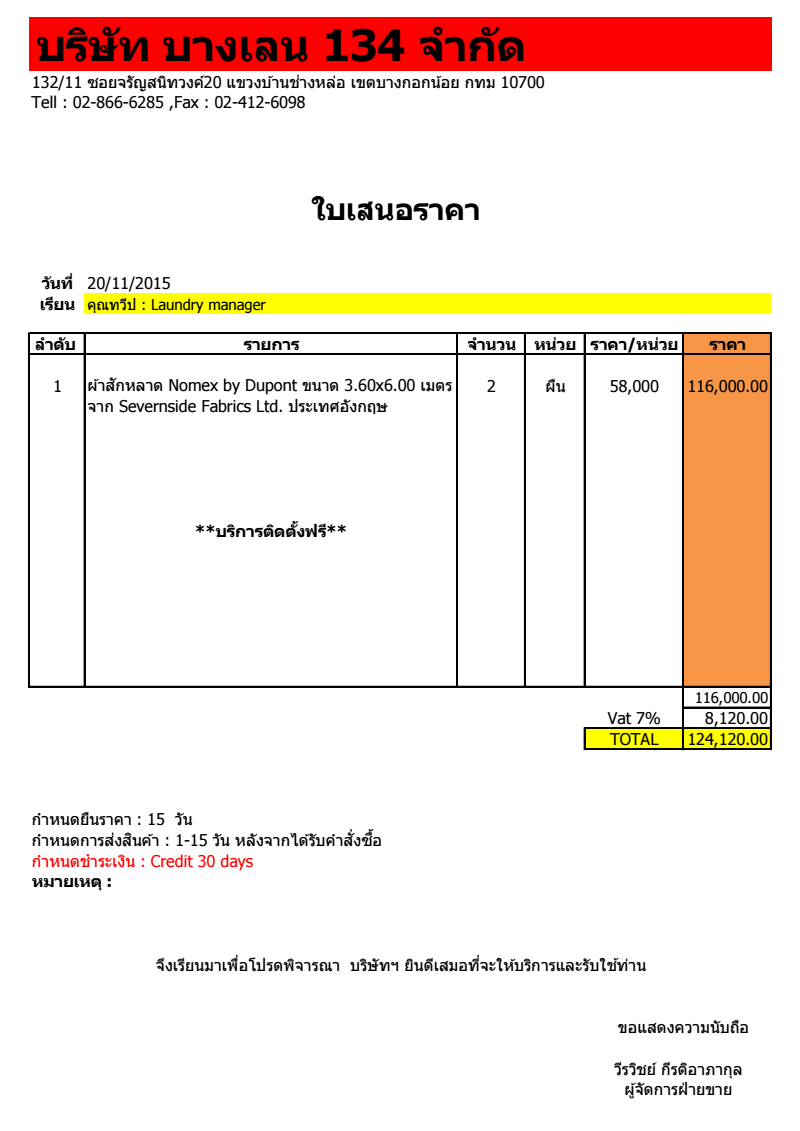 บริษัท บางเลน 134 จำกัด
132/11 ซอยจรัญสนิทวงศ์20 แขวงบ้านช่างหล่อ เขตบางกอกน้อย กทม 10700
Tell : 02-866-6285 ,Fax : 02-412-6098
ใบเสนอราคา
วันที่ 20/11/2015
เรียน คุณทวีป : Laundry manager
ลำดับ รายการ จำนวน หน่วย ราคา/หน่วย ราคา
1 ผ้าสักหลาด Nomex by Dupont ขนาด 3.60x6.00 เมตร 2 ผืน 58,000 116,000.00
จาก Severnside Fabrics Ltd. ประเทศอังกฤษ
**บริการติดตั้งฟรี**
116,000.00
Vat 7% 8,120.00
TOTAL 124,120.00
กำหนดยืนราคา : 15 วัน
กำหนดการส่งสินค้า : 1-15 วัน หลังจากได้รับคำสั่งซื้อ
กำหนดชำระเงิน : Credit 30 days
หมายเหตุ :
จึงเรียนมาเพื่อโปรดพิจารณา บริษัทฯ ยินดีเสมอที่จะให้บริการและรับใช้ท่าน
ขอแสดงความนับถือ
วีรวิชย์ กีรติอาภากุล
ผู้จัดการฝ่ายขาย